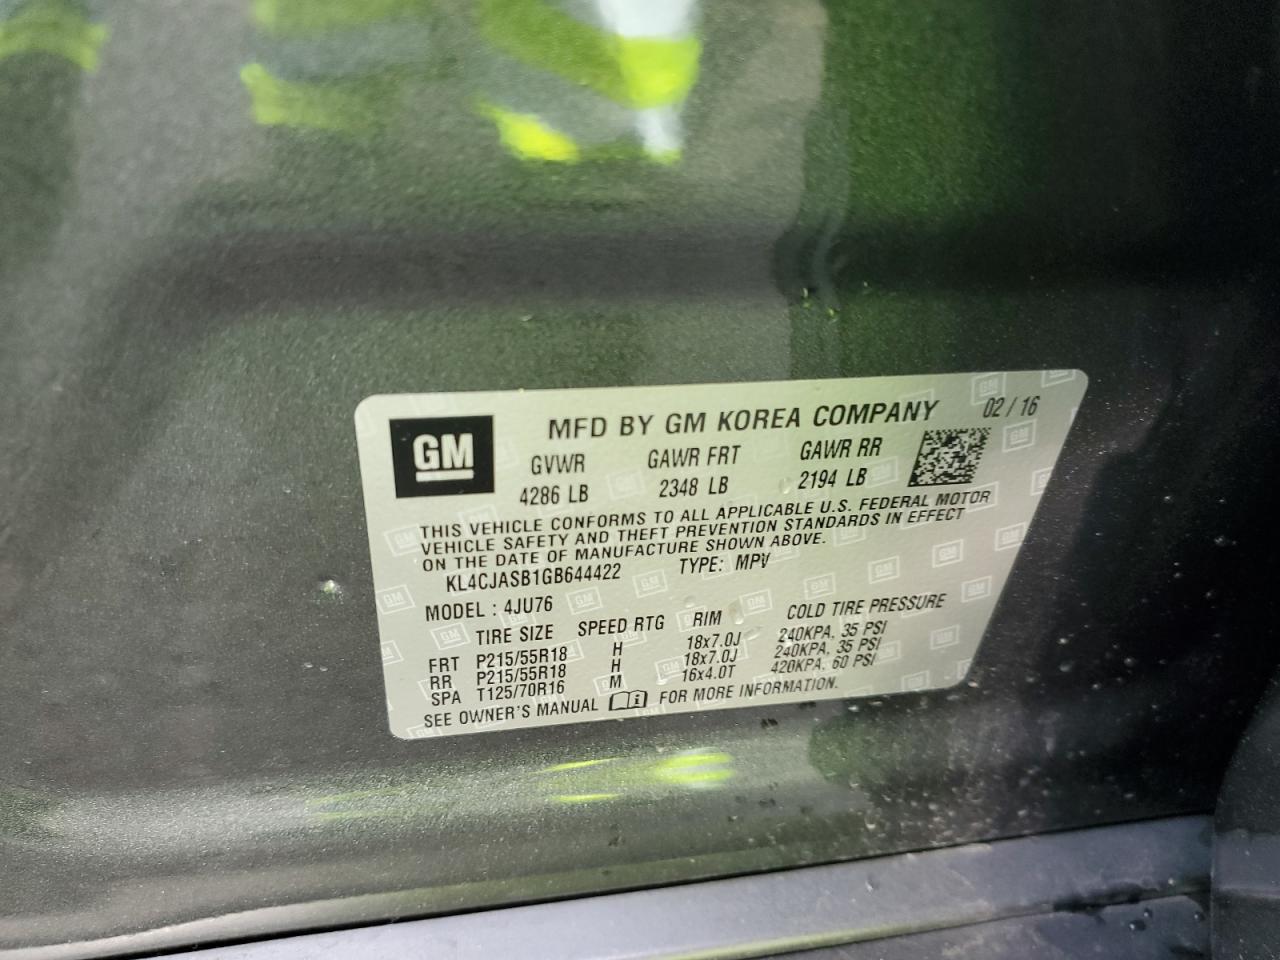 GM
MFD BY GM KOREA COMPANY 02 / 16
GVWR GAWR FRT GAWR RR
4286 LB 2348 LB 2194 LB
THIS VEHICLE CONFORMS TO ALL APPLICABLE U.S. FEDERAL MOTOR
VEHICLE SAFETY AND THEFT PREVENTION STANDARDS IN EFFECT
ON THE DATE OF MANUFACTURE SHOWN ABOVE.
KL4CJASB1GB644422 TYPE: MPV
MODEL : 4JU76
TIRE SIZE SPEED RTG RIM COLD TIRE PRESSURE
FRT P215/55R18 H 18x7.0J 240KPA, 35 PSI
RR P215/55R18 H 18x7.0J 240KPA, 35 PSI
SPA T125/70R16 M 16x4.0T 420KPA, 60 PSI
SEE OWNER'S MANUAL FOR MORE INFORMATION.